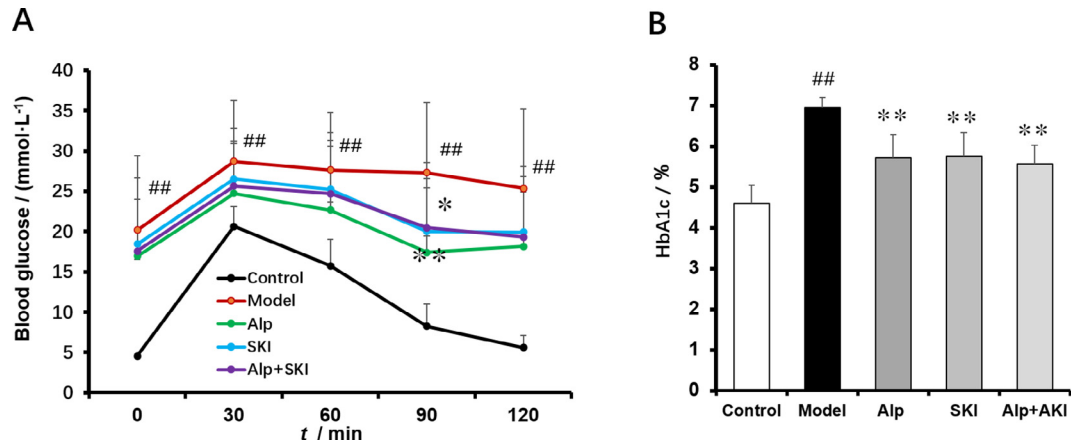 A
Blood glucose / (mmol·L⁻¹)
40
35
30
25
20
15
10
5
0
##
##
##
##
##
*
**
Control
Model
Alp
SKI
Alp+SKI
0 30 60 90 120
t / min
B
HbA1c / %
8
7
6
5
4
3
2
1
0
##
**
**
**
Control Model Alp SKI Alp+AKI